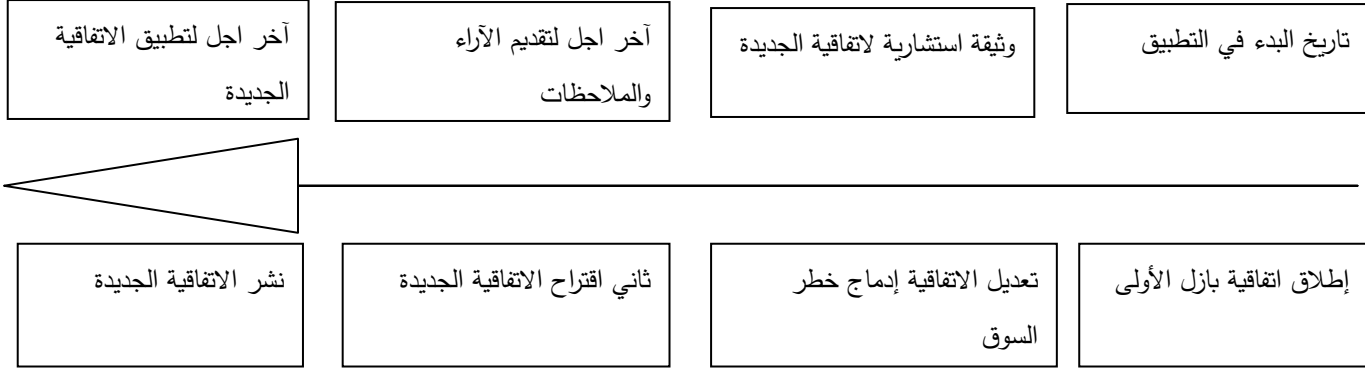 تاريخ البدء في التطبيق
وثيقة استشارية لاتفاقية الجديدة
آخر اجل لتقديم الآراء
والملاحظات
آخر اجل لتطبيق الاتفاقية
الجديدة
إطلاق اتفاقية بازل الأولى
تعديل الاتفاقية إدماج خطر
السوق
ثاني اقتراح الاتفاقية الجديدة
نشر الاتفاقية الجديدة